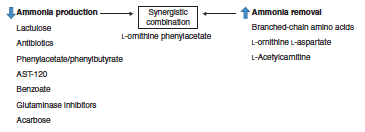 Ammonia production
Lactulose
Antibiotics
Phenylacetate/phenylbutyrate
AST-120
Benzoate
Glutaminase inhibitors
Acarbose
Synergistic
combination
L-ornithine phenylacetate
Ammonia removal
Branched-chain amino acids
L-ornithine L-aspartate
L-Acetylcarnitine